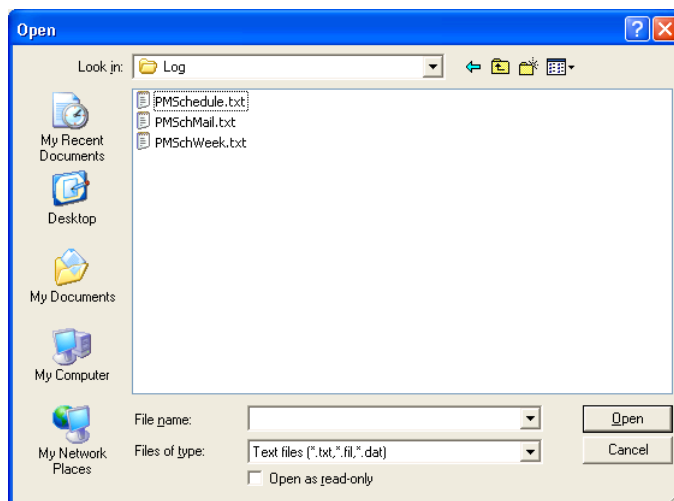 Open
Look in: Log
PMSchedule.txt
PMSchMail.txt
PMSchWeek.txt
My Recent
Documents
Desktop
My Documents
My Computer
My Network
Places
File name:
Open
Files of type: Text files (*.txt,*.fil,*.dat)
Cancel
Open as read-only